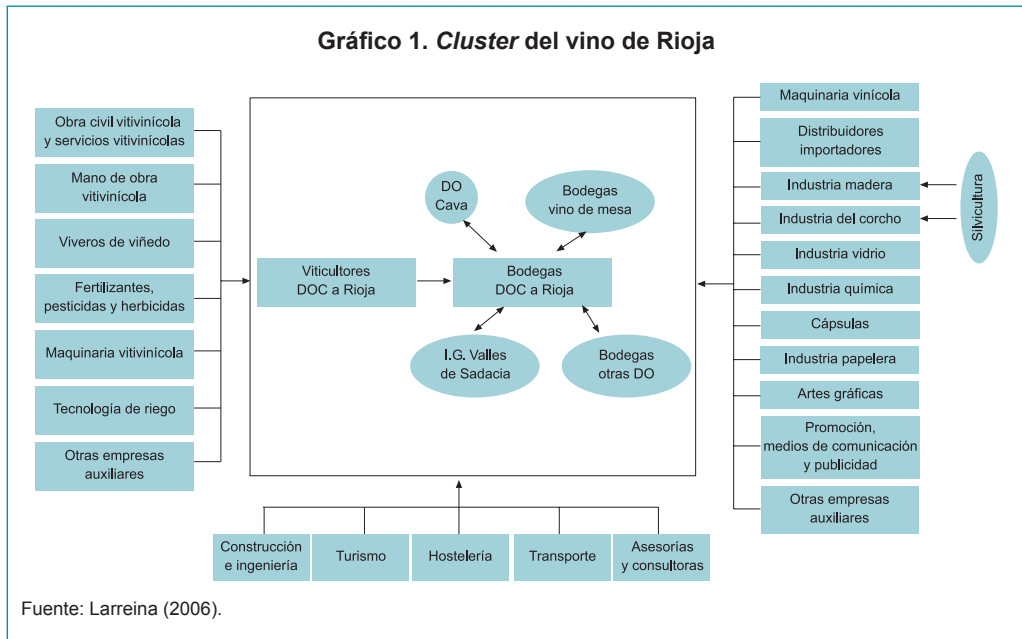 Gráfico 1. Cluster del vino de Rioja
Obra civil vitivinícola
y servicios vitivinícolas
Mano de obra
vitivinícola
Viveros de viñedo
Fertilizantes,
pesticidas y herbicidas
Maquinaria vitivinícola
Tecnología de riego
Otras empresas
auxiliares
DO
Cava
Bodegas
vino de mesa
Viticultores
DOC a Rioja
Bodegas
DOC a Rioja
I.G. Valles
de Sadacia
Bodegas
otras DO
Maquinaria vinícola
Distribuidores
importadores
Industria madera
Industria del corcho
Industria vidrio
Industria química
Cápsulas
Industria papelera
Artes gráficas
Promoción,
medios de comunicación
y publicidad
Otras empresas
auxiliares
Silvicultura
Construcción
e ingeniería
Turismo
Hostelería
Transporte
Asesorías
y consultoras
Fuente: Larreina (2006).